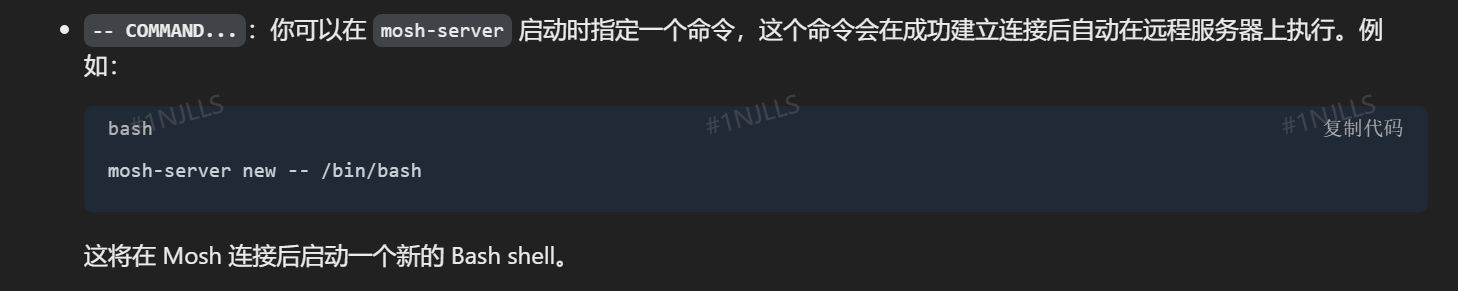 -- COMMAND...：你可以在 mosh-server 启动时指定一个命令，这个命令会在成功建立连接后自动在远程服务器上执行。例
如：
#1NJLLS #1NJLLS #1NJLLS
bash 复制代码
mosh-server new -- /bin/bash
这将在 Mosh 连接后启动一个新的 Bash shell。